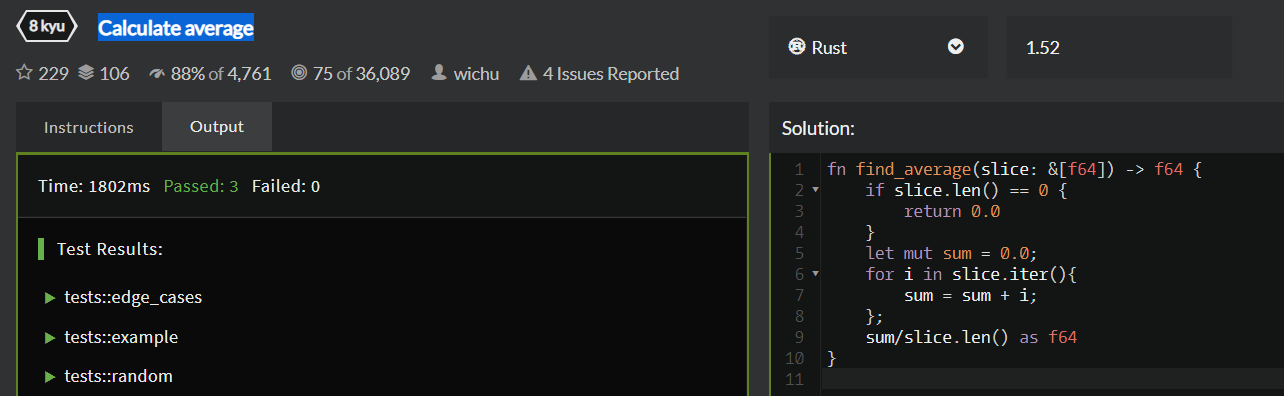 8 kyu
Calculate average
229 106 88% of 4,761 75 of 36,089 wichu 4 Issues Reported
Rust
1.52
Instructions
Output
Time: 1802ms Passed: 3 Failed: 0
Test Results:
tests::edge_cases
tests::example
tests::random
Solution:
1 fn find_average(slice: &[f64]) -> f64 {
2     if slice.len() == 0 {
3         return 0.0
4     }
5     let mut sum = 0.0;
6     for i in slice.iter(){
7         sum = sum + i;
8     };
9     sum/slice.len() as f64
10 }
11